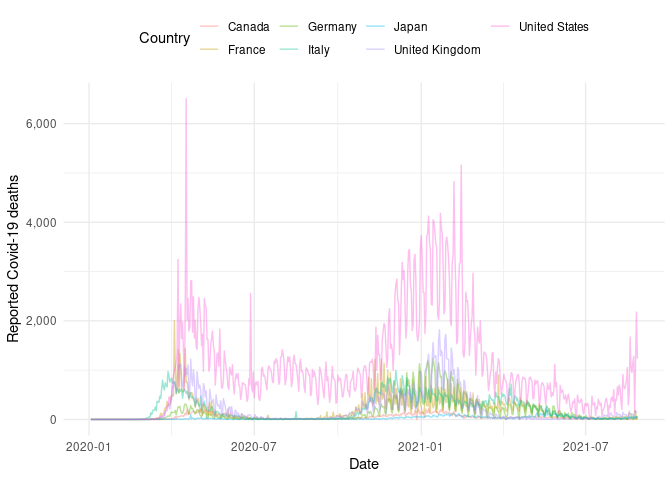 Country
Canada Germany Japan United States
France Italy United Kingdom
Reported Covid-19 deaths
6,000
4,000
2,000
0
2020-01 2020-07 2021-01 2021-07
Date